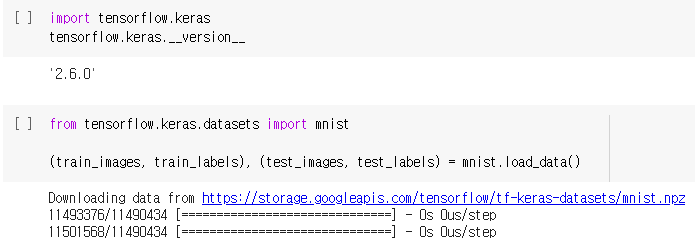 [ ] import tensorflow.keras
tensorflow.keras.__version__
'2.6.0'
[ ] from tensorflow.keras.datasets import mnist
(train_images, train_labels), (test_images, test_labels) = mnist.load_data()
Downloading data from https://storage.googleapis.com/tensorflow/tf-keras-datasets/mnist.npz
11493376/11490434 [==============================] - 0s 0us/step
11501568/11490434 [==============================] - 0s 0us/step